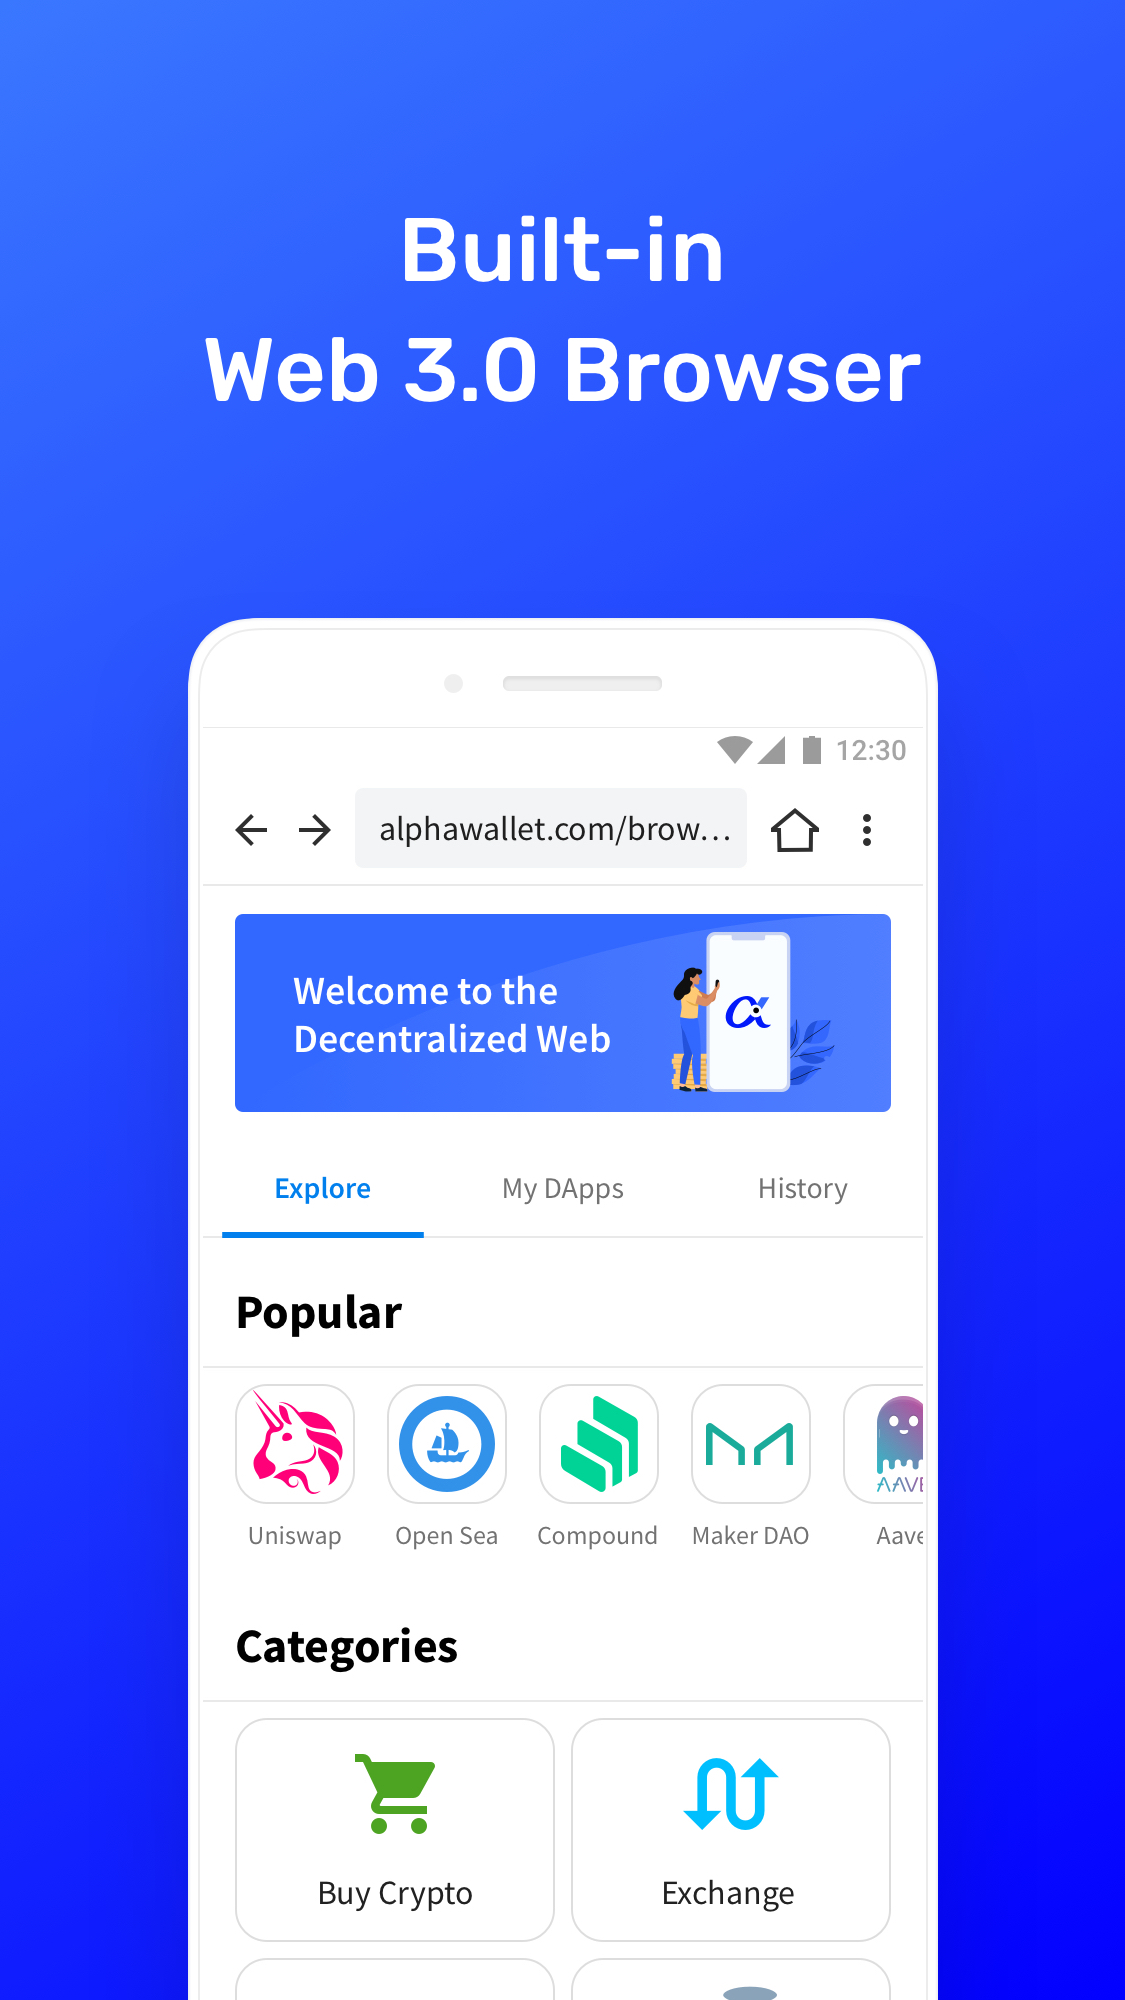 Built-in
Web 3.0 Browser
12:30
alphawallet.com/brow...
Welcome to the
Decentralized Web
Explore My DApps History
Popular
AAVE
Uniswap Open Sea Compound Maker DAO Aave
Categories
Buy Crypto Exchange